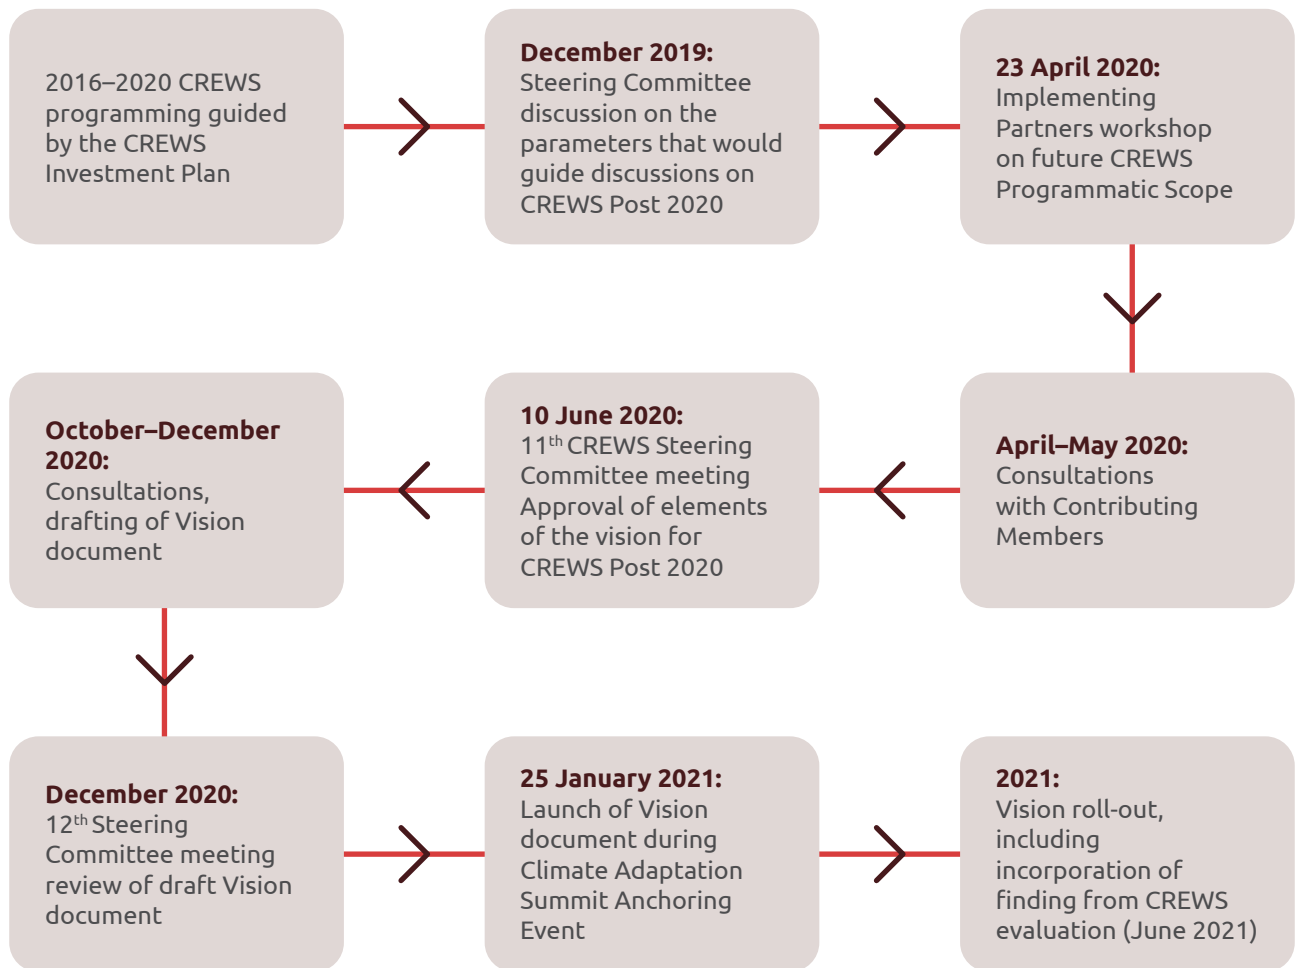 2016–2020 CREWS
programming guided
by the CREWS
Investment Plan
December 2019:
Steering Committee
discussion on the
parameters that would
guide discussions on
CREWS Post 2020
23 April 2020:
Implementing
Partners workshop
on future CREWS
Programmatic Scope
April–May 2020:
Consultations
with Contributing
Members
10 June 2020:
11th CREWS Steering
Committee meeting
Approval of elements
of the vision for
CREWS Post 2020
October–December
2020:
Consultations,
drafting of Vision
document
December 2020:
12th Steering
Committee meeting
review of draft Vision
document
25 January 2021:
Launch of Vision
document during
Climate Adaptation
Summit Anchoring
Event
2021:
Vision roll-out,
including
incorporation of
finding from CREWS
evaluation (June 2021)